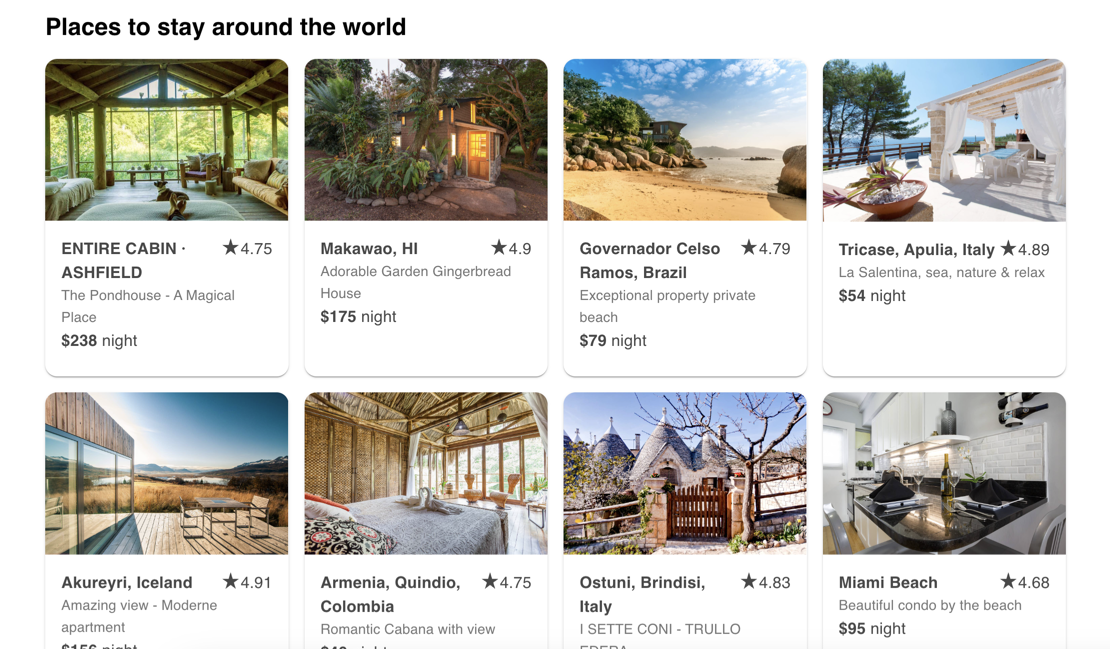 Places to stay around the world
ENTIRE CABIN ·
ASHFIELD
★4.75
The Pondhouse - A Magical
Place
$238 night
Makawao, HI
★4.9
Adorable Garden Gingerbread
House
$175 night
Governador Celso
Ramos, Brazil
★4.79
Exceptional property private
beach
$79 night
Tricase, Apulia, Italy ★4.89
La Salentina, sea, nature & relax
$54 night
Akureyri, Iceland
★4.91
Amazing view - Moderne
apartment
Armenia, Quindio,
Colombia
★4.75
Romantic Cabana with view
Ostuni, Brindisi,
Italy
★4.83
I SETTE CONI - TRULLO
Miami Beach
★4.68
Beautiful condo by the beach
$95 night